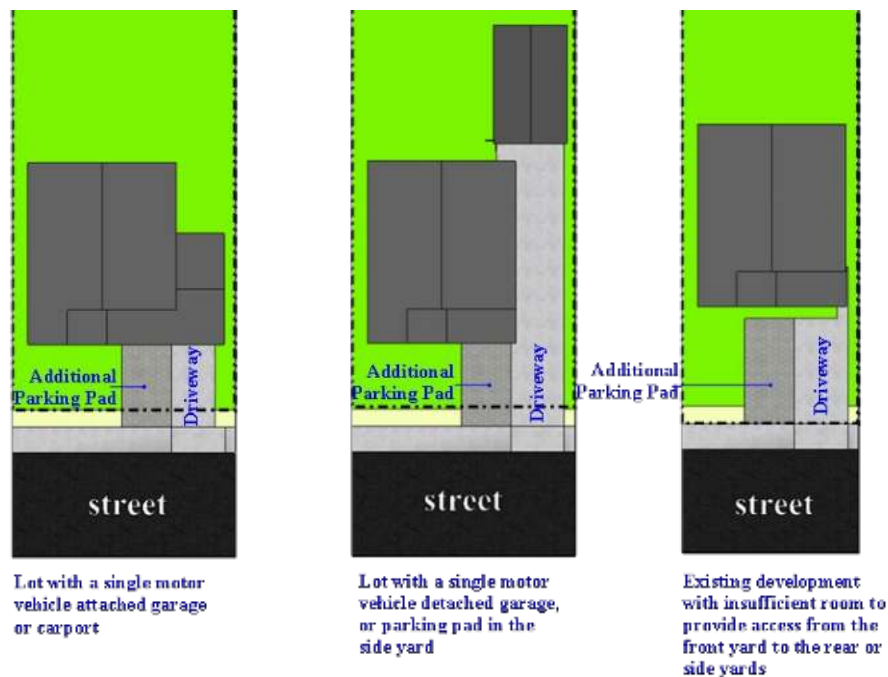 Additional
Parking Pad
Driveway
street
Lot with a single motor
vehicle attached garage
or carport
Additional
Parking Pad
Driveway
street
Lot with a single motor
vehicle detached garage,
or parking pad in the
side yard
Additional
Parking Pad
Driveway
street
Existing development
with insufficient room to
provide access from the
front yard to the rear or
side yards